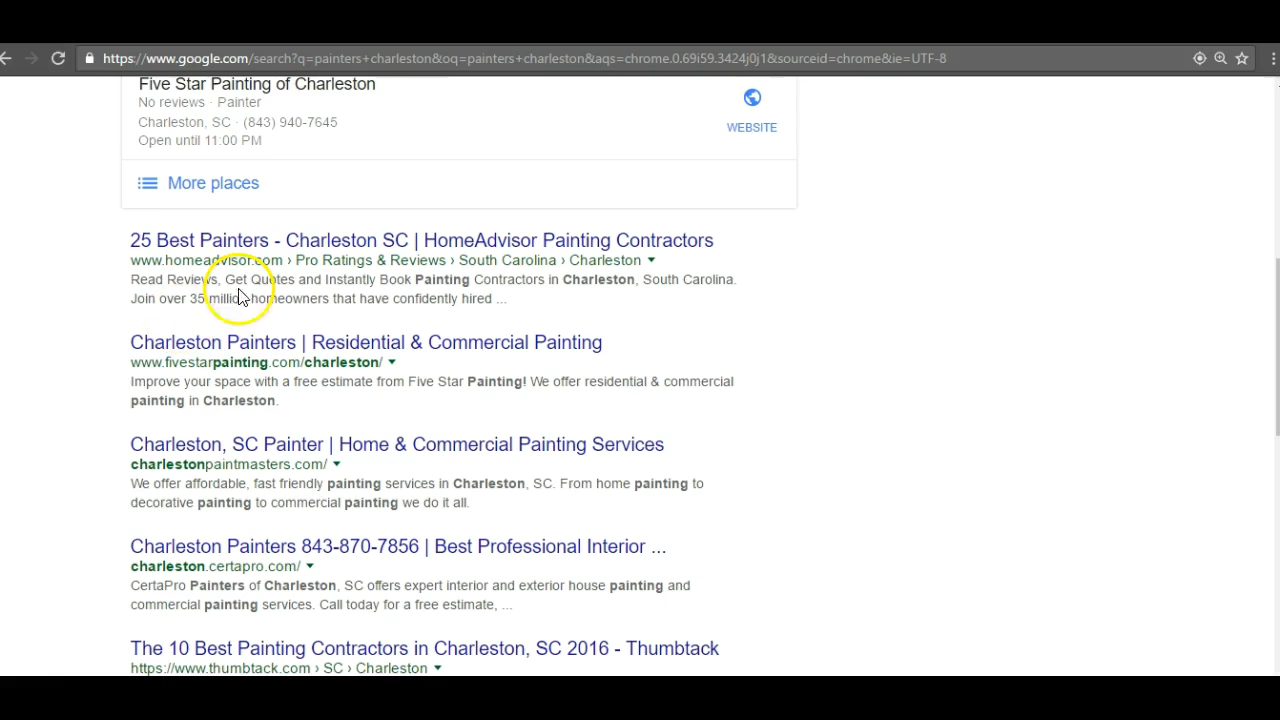 https://www.google.com/search?q=painters+charleston&oq=painters+charleston&aqs=chrome.0.69i59.3424j0j1&sourceid=chrome&ie=UTF-8
Five Star Painting of Charleston
No reviews · Painter
Charleston, SC · (843) 940-7645
Open until 11:00 PM
WEBSITE
More places
25 Best Painters - Charleston SC | HomeAdvisor Painting Contractors
www.homeadvisor.com › Pro Ratings & Reviews › South Carolina › Charleston
Read Reviews, Get Quotes and Instantly Book Painting Contractors in Charleston, South Carolina.
Join over 35 million homeowners that have confidently hired ...
Charleston Painters | Residential & Commercial Painting
www.fivestarpainting.com/charleston/
Improve your space with a free estimate from Five Star Painting! We offer residential & commercial
painting in Charleston.
Charleston, SC Painter | Home & Commercial Painting Services
charlestonpaintmasters.com/
We offer affordable, fast friendly painting services in Charleston, SC. From home painting to
decorative painting to commercial painting we do it all.
Charleston Painters 843-870-7856 | Best Professional Interior ...
charleston.certapro.com/
CertaPro Painters of Charleston, SC offers expert interior and exterior house painting and
commercial painting services. Call today for a free estimate, ...
The 10 Best Painting Contractors in Charleston, SC 2016 - Thumbtack
https://www.thumbtack.com › SC › Charleston